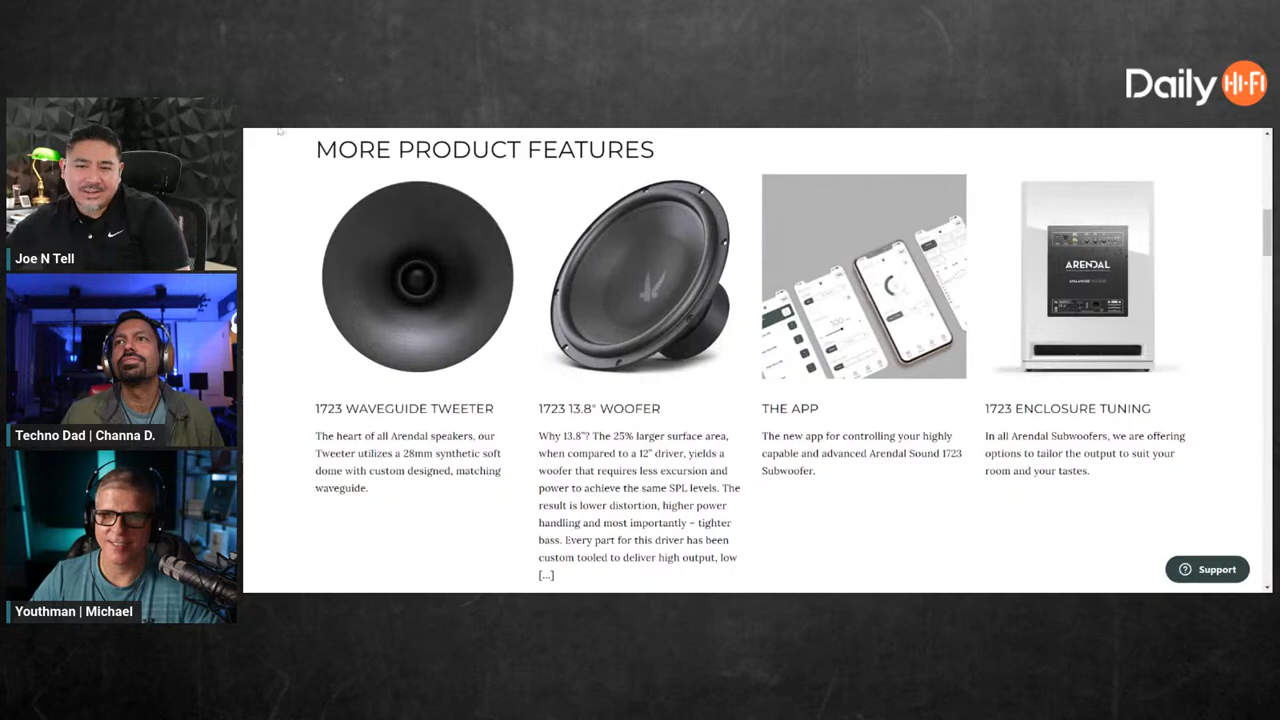 Daily HI-FI
Joe N Tell
Techno Dad | Channa D.
Youthman | Michael
MORE PRODUCT FEATURES
1723 WAVEGUIDE TWEETER
The heart of all Arendal speakers, our
Tweeter utilizes a 28mm synthetic soft
dome with custom designed, matching
waveguide.
1723 13.8" WOOFER
Why 13.8"? The 25% larger surface area,
when compared to a 12" driver, yields a
woofer that requires less excursion and
power to achieve the same SPL levels. The
result is lower distortion, higher power
handling and most importantly – tighter
bass. Every part for this driver has been
custom tooled to deliver high output, low
[...]
100
THE APP
The new app for controlling your highly
capable and advanced Arendal Sound 1723
Subwoofer.
ARENDAL
1723 ENCLOSURE TUNING
In all Arendal Subwoofers, we are offering
options to tailor the output to suit your
room and your tastes.
Support